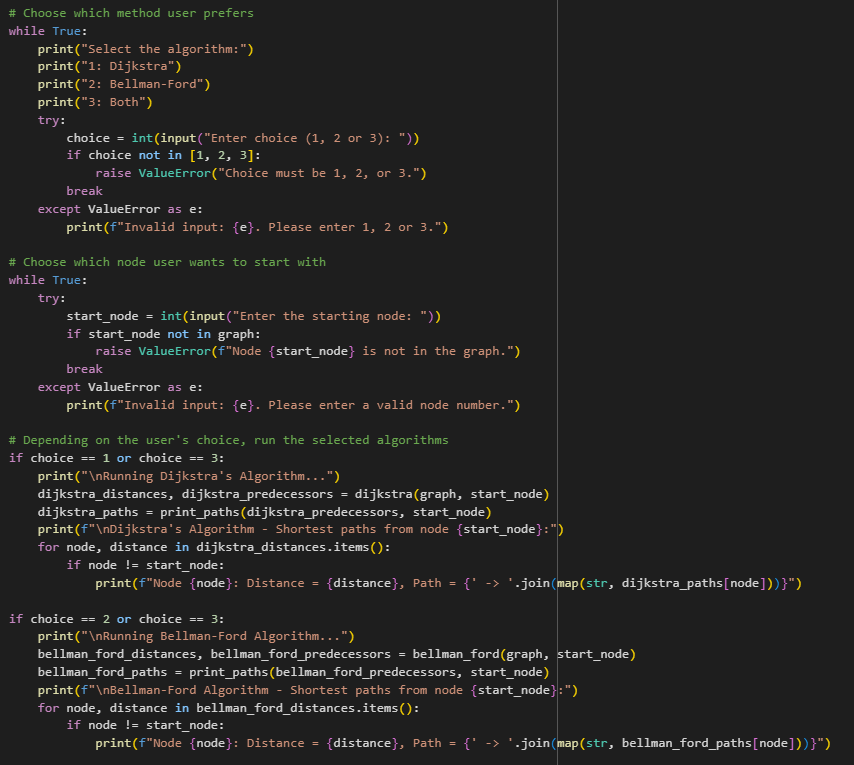 # Choose which method user prefers
while True:
    print("Select the algorithm:")
    print("1: Dijkstra")
    print("2: Bellman-Ford")
    print("3: Both")
    try:
        choice = int(input("Enter choice (1, 2 or 3): "))
        if choice not in [1, 2, 3]:
            raise ValueError("Choice must be 1, 2, or 3.")
        break
    except ValueError as e:
        print(f"Invalid input: {e}. Please enter 1, 2 or 3.")

# Choose which node user wants to start with
while True:
    try:
        start_node = int(input("Enter the starting node: "))
        if start_node not in graph:
            raise ValueError(f"Node {start_node} is not in the graph.")
        break
    except ValueError as e:
        print(f"Invalid input: {e}. Please enter a valid node number.")

# Depending on the user's choice, run the selected algorithms
if choice == 1 or choice == 3:
    print("\nRunning Dijkstra's Algorithm...")
    dijkstra_distances, dijkstra_predecessors = dijkstra(graph, start_node)
    dijkstra_paths = print_paths(dijkstra_predecessors, start_node)
    print(f"\nDijkstra's Algorithm - Shortest paths from node {start_node}:")
    for node, distance in dijkstra_distances.items():
        if node != start_node:
            print(f"Node {node}: Distance = {distance}, Path = {' -> '.join(map(str, dijkstra_paths[node]))}")

if choice == 2 or choice == 3:
    print("\nRunning Bellman-Ford Algorithm...")
    bellman_ford_distances, bellman_ford_predecessors = bellman_ford(graph, start_node)
    bellman_ford_paths = print_paths(bellman_ford_predecessors, start_node)
    print(f"\nBellman-Ford Algorithm - Shortest paths from node {start_node}:")
    for node, distance in bellman_ford_distances.items():
        if node != start_node:
            print(f"Node {node}: Distance = {distance}, Path = {' -> '.join(map(str, bellman_ford_paths[node]))}")